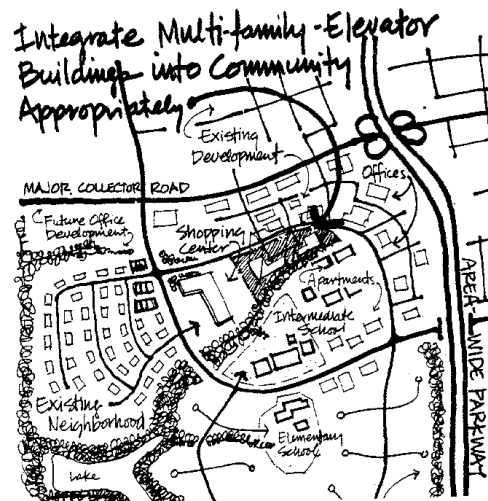 Integrate Multi-family-Elevator
Buildings into Community
Appropriately
Existing
Development
Offices
MAJOR COLLECTOR ROAD
Future Office
Development
Shopping
Center
Apartments
Intermediate
School
AREA-WIDE PARKWAY
Existing
Neighborhood
Elementary
School
Lake